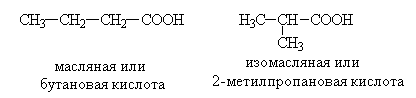 CH₃—CH₂—CH₂—COOH
H₃C—CH—COOH
CH₃
масляная или
бутановая кислота
изомасляная или
2-метилпропановая кислота